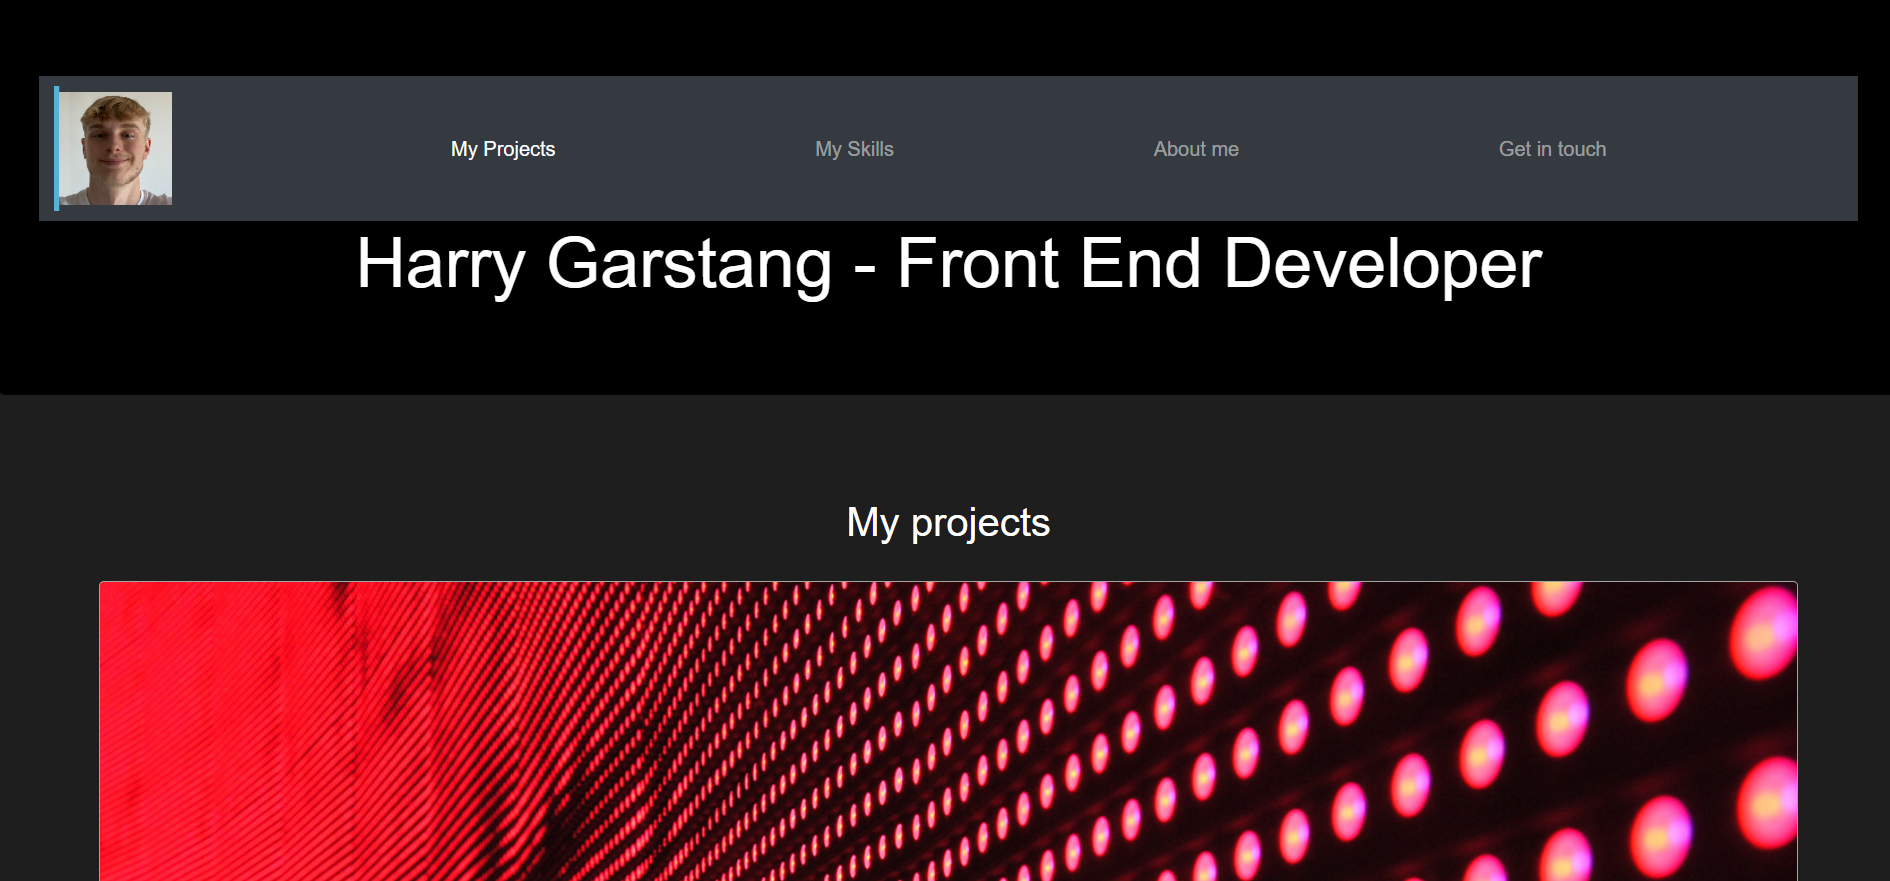 My Projects
My Skills
About me
Get in touch
Harry Garstang - Front End Developer
My projects